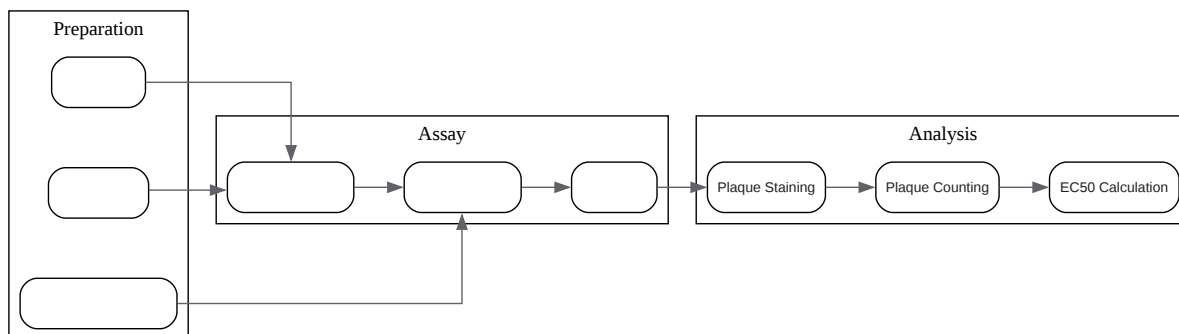 Preparation
Assay
Analysis
Plaque Staining
Plaque Counting
EC50 Calculation